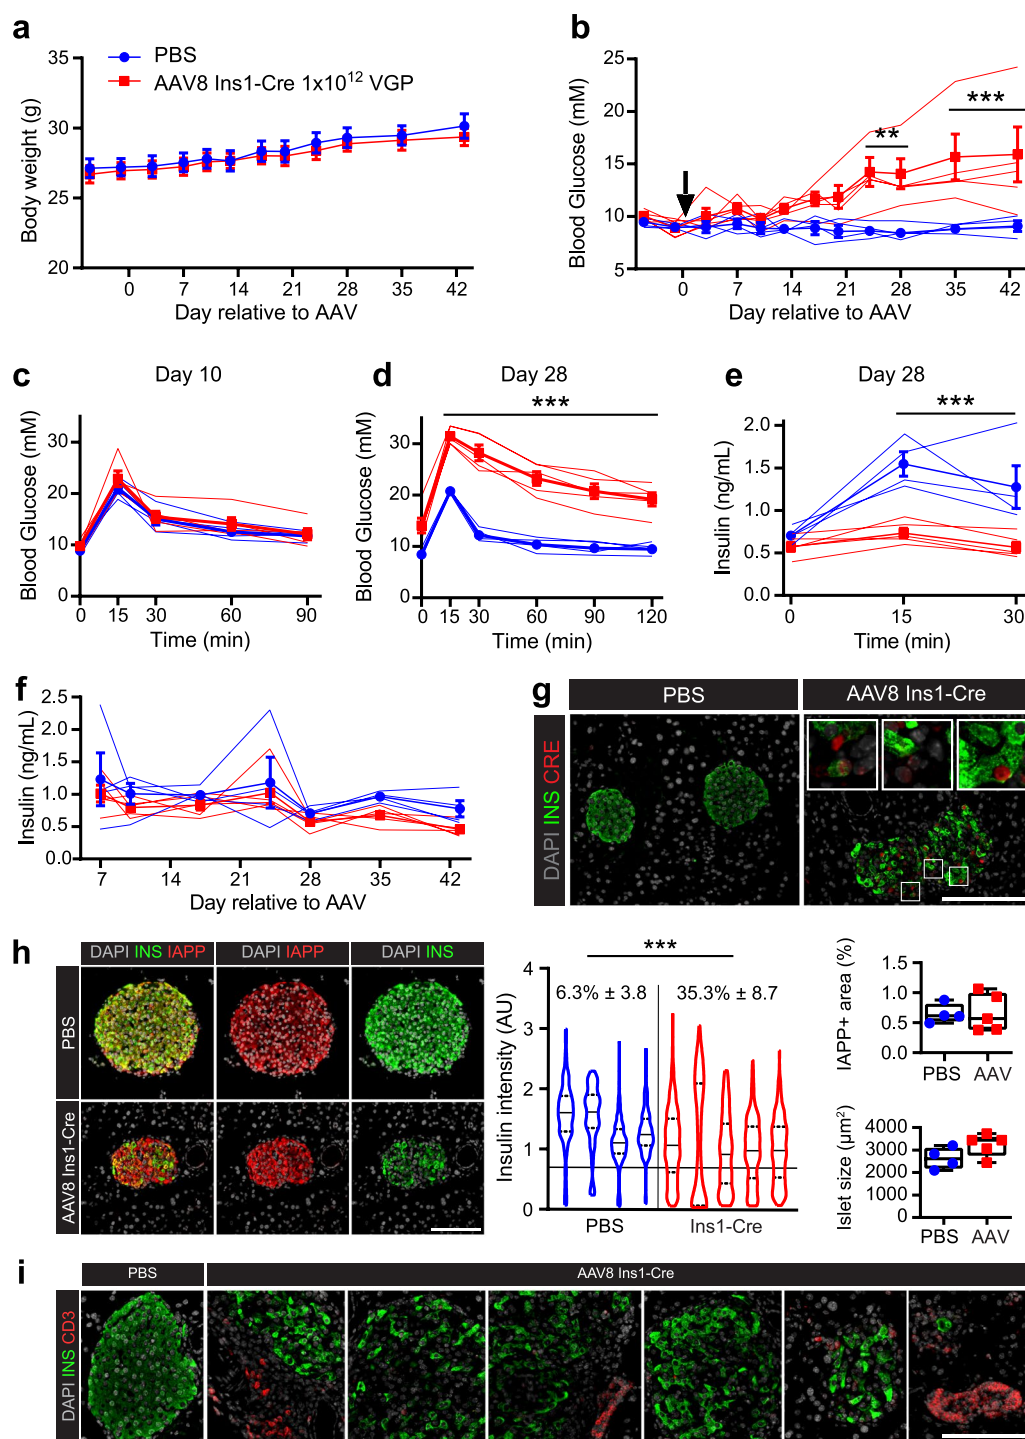 a
PBS
AAV8 Ins1-Cre 1x10¹² VGP
Body weight (g)
35
30
25
20
0 7 14 21 28 35 42
Day relative to AAV
b
Blood Glucose (mM)
25
20
15
10
5
**
***
0 7 14 21 28 35 42
Day relative to AAV
c
Day 10
Blood Glucose (mM)
30
20
10
0
0 15 30 60 90
Time (min)
d
Day 28
***
Blood Glucose (mM)
30
20
10
0
0 15 30 60 90 120
Time (min)
e
Day 28
***
Insulin (ng/mL)
2.0
1.5
1.0
0.5
0.0
0 15 30
Time (min)
f
Insulin (ng/mL)
2.5
2.0
1.5
1.0
0.5
0.0
7 14 21 28 35 42
Day relative to AAV
g
PBS
AAV8 Ins1-Cre
DAPI INS CRE
h
DAPI INS IAPP
DAPI IAPP
DAPI INS
PBS
AAV8 Ins1-Cre
***
Insulin intensity (AU)
4
3
2
1
0
6.3% ± 3.8
35.3% ± 8.7
PBS
Ins1-Cre
IAPP+ area (%)
1.5
1.0
0.5
0.0
PBS AAV
Islet size (µm²)
4000
3000
2000
1000
0
PBS AAV
i
PBS
AAV8 Ins1-Cre
DAPI INS CD3